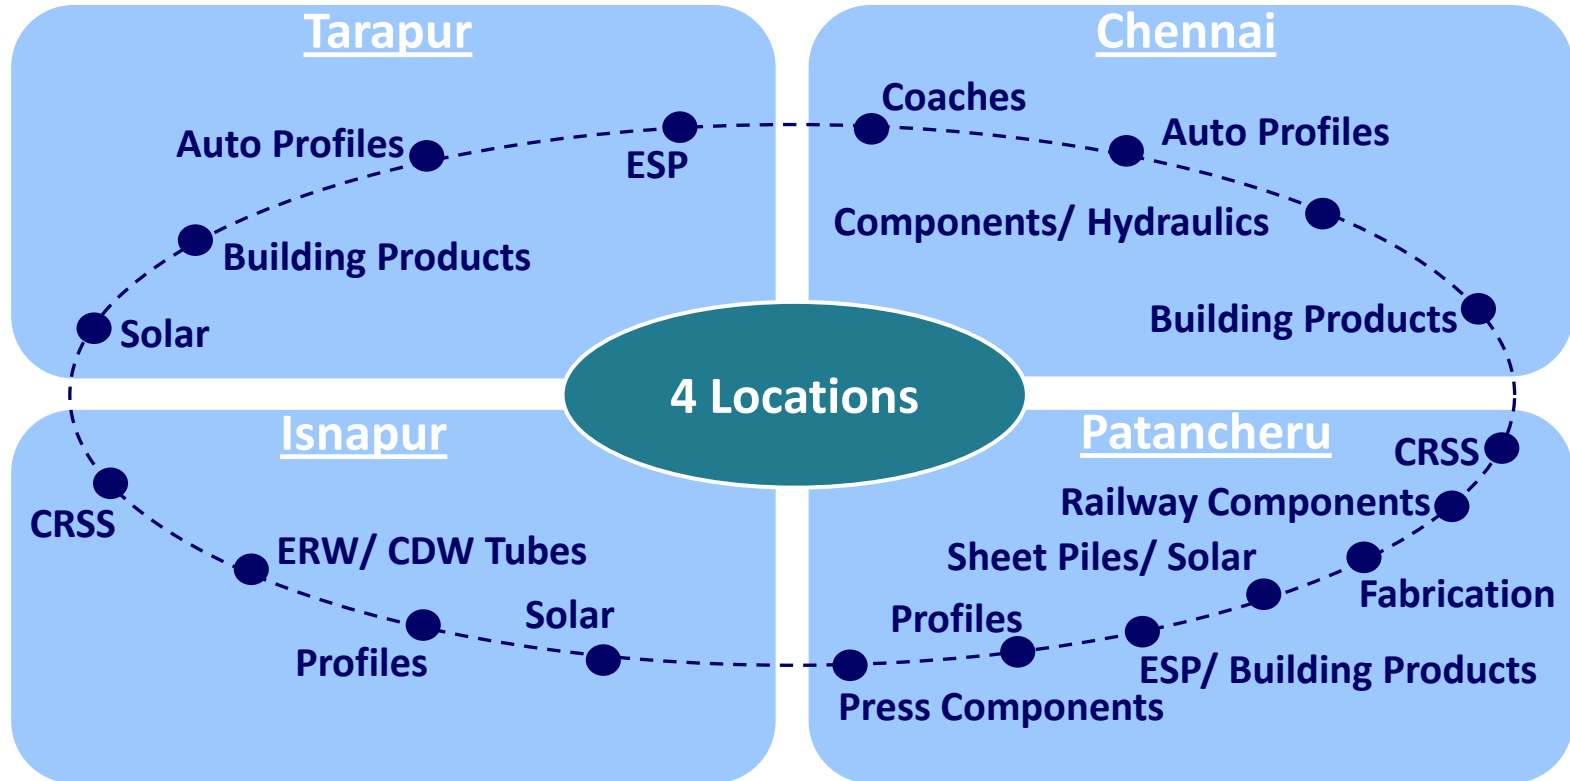 Tarapur
Auto Profiles
ESP
Building Products
Solar
Chennai
Coaches
Auto Profiles
Components/ Hydraulics
Building Products
4 Locations
Isnapur
CRSS
ERW/ CDW Tubes
Solar
Profiles
Patancheru
CRSS
Railway Components
Sheet Piles/ Solar
Fabrication
Profiles
ESP/ Building Products
Press Components